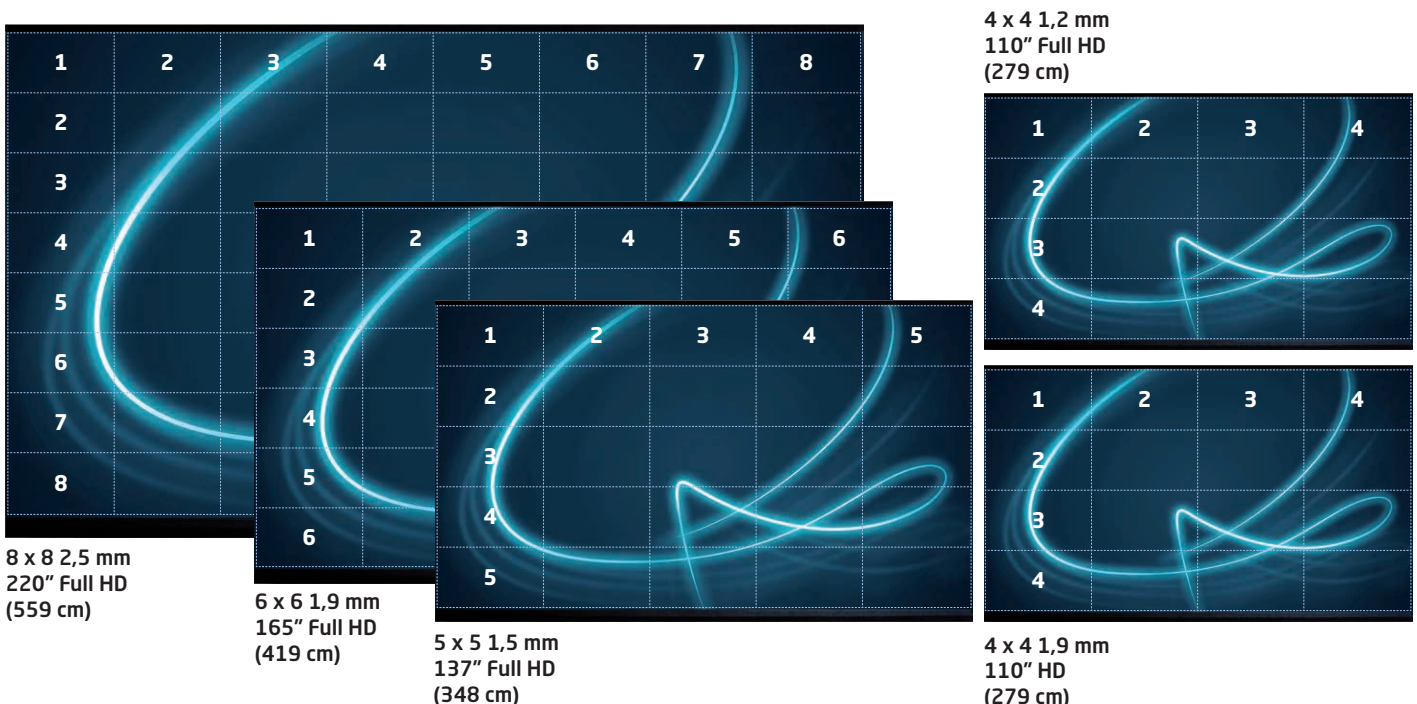 1 2 3 4 5 6 7 8
2
3
4
5
6
7
8
8 x 8 2,5 mm
220” Full HD
(559 cm)
1 2 3 4 5 6
2
3
4
5
6
6 x 6 1,9 mm
165” Full HD
(419 cm)
1 2 3 4 5
2
3
4
5
5 x 5 1,5 mm
137” Full HD
(348 cm)
4 x 4 1,2 mm
110” Full HD
(279 cm)
1 2 3 4
2
3
4
1 2 3 4
2
3
4
4 x 4 1,9 mm
110” HD
(279 cm)